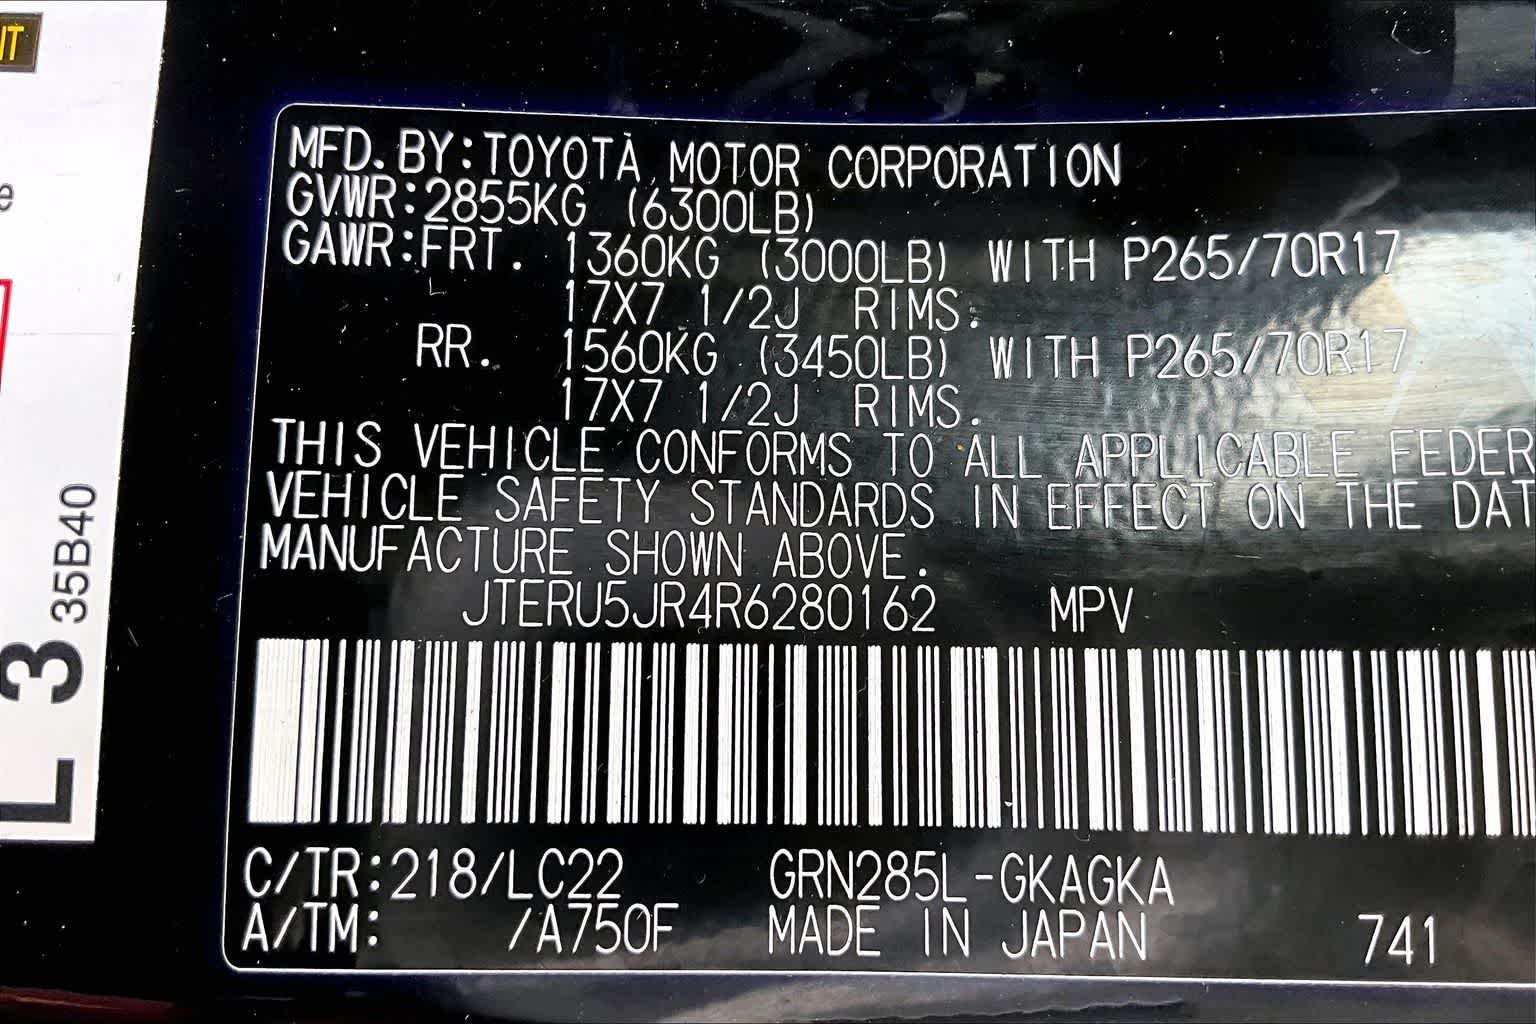 IT
e
L 3 35B40
MFD. BY:TOYOTA MOTOR CORPORATION
GVWR:2855KG (6300LB)
GAWR:FRT. 1360KG (3000LB) WITH P265/70R17
17X7 1/2J RIMS.
RR. 1560KG (3450LB) WITH P265/70R17
17X7 1/2J RIMS.
THIS VEHICLE CONFORMS TO ALL APPLICABLE FEDER
VEHICLE SAFETY STANDARDS IN EFFECT ON THE DAT
MANUFACTURE SHOWN ABOVE.
JTERU5JR4R6280162 MPV
C/TR:218/LC22 GRN285L-GKAGKA
A/TM: /A750F MADE IN JAPAN 741